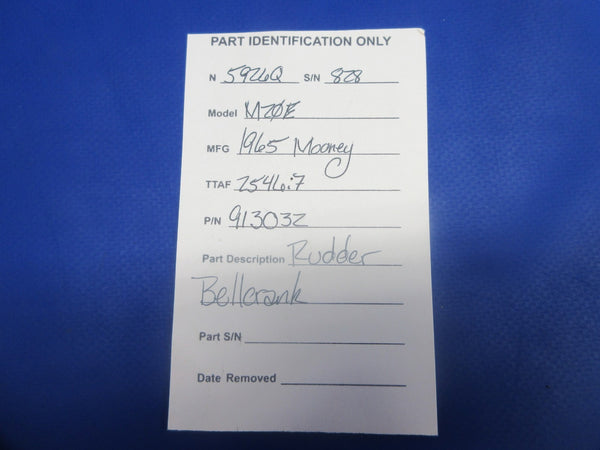 PART IDENTIFICATION ONLY
N 5926Q S/N 828
Model M20E
MFG 1965 Mooney
TTAF 2546.7
P/N 913032
Part Description Rudder
Bellcrank
Part S/N
Date Removed